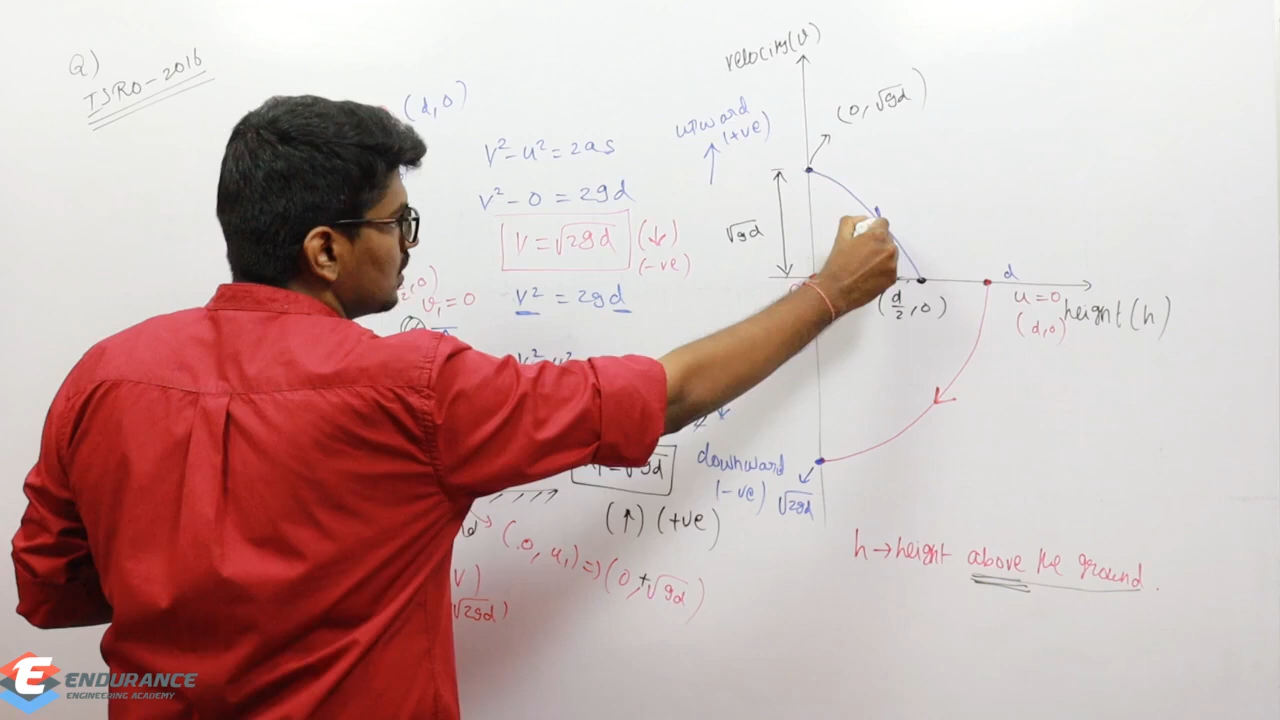 Q)
ISRO-2016
(d,0)
V²-u² = 2as
V²-0 = 2gd
V = √2gd (↓)
(-ve)
V² = 2gd
v₁=0
(↑) (+ve)
(0, u₁) => (0, +√gd)
√2gd)
velocity(v)
upward
(+ve)
(0, √gd)
√gd
(d/2, 0)
d
u=0
(d,0)
height(h)
downward
(-ve)
√2gd
h → height above the ground.
E ENDURANCE
ENGINEERING ACADEMY